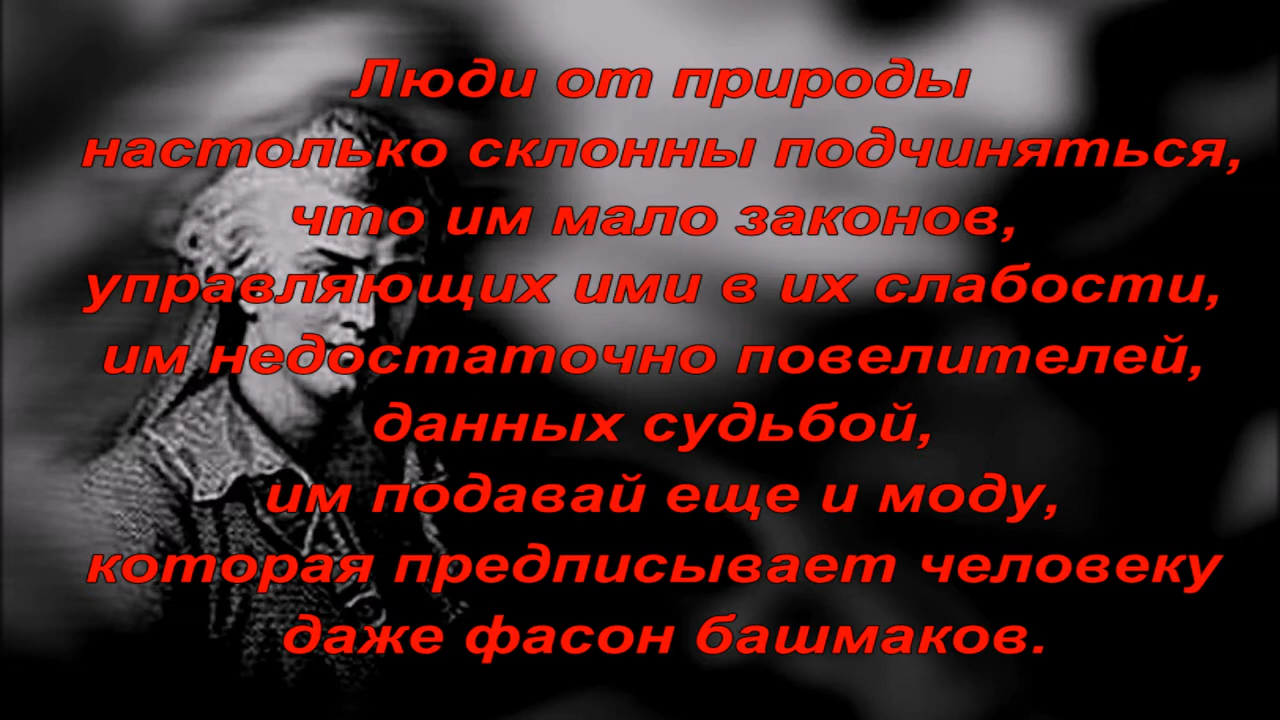 Люди от природы
настолько склонны подчиняться,
что им мало законов,
управляющих ими в их слабости,
им недостаточно повелителей,
данных судьбой,
им подавай еще и моду,
которая предписывает человеку
даже фасон башмаков.